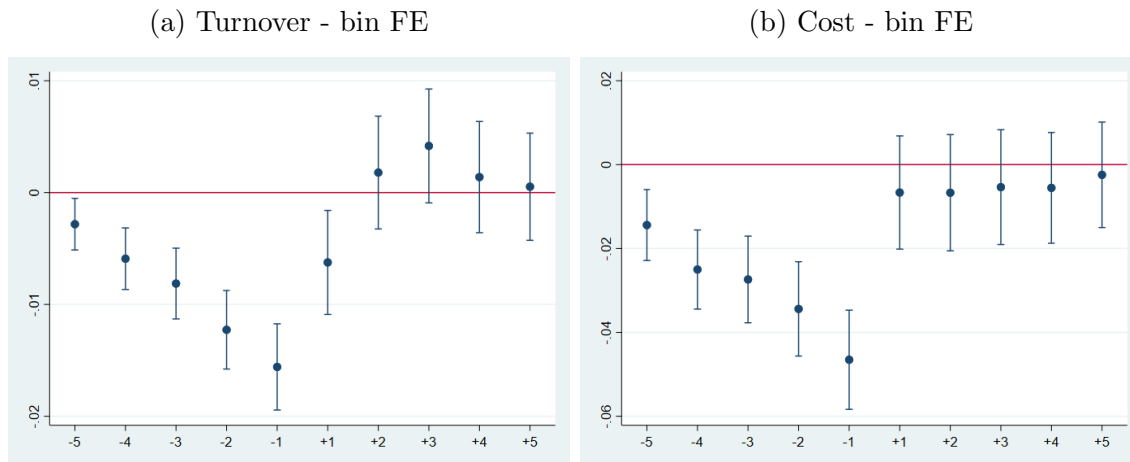 (a) Turnover - bin FE
(b) Cost - bin FE
.01
0
-.01
-.02
-5 -4 -3 -2 -1 +1 +2 +3 +4 +5
.02
0
-.02
-.04
-.06
-5 -4 -3 -2 -1 +1 +2 +3 +4 +5